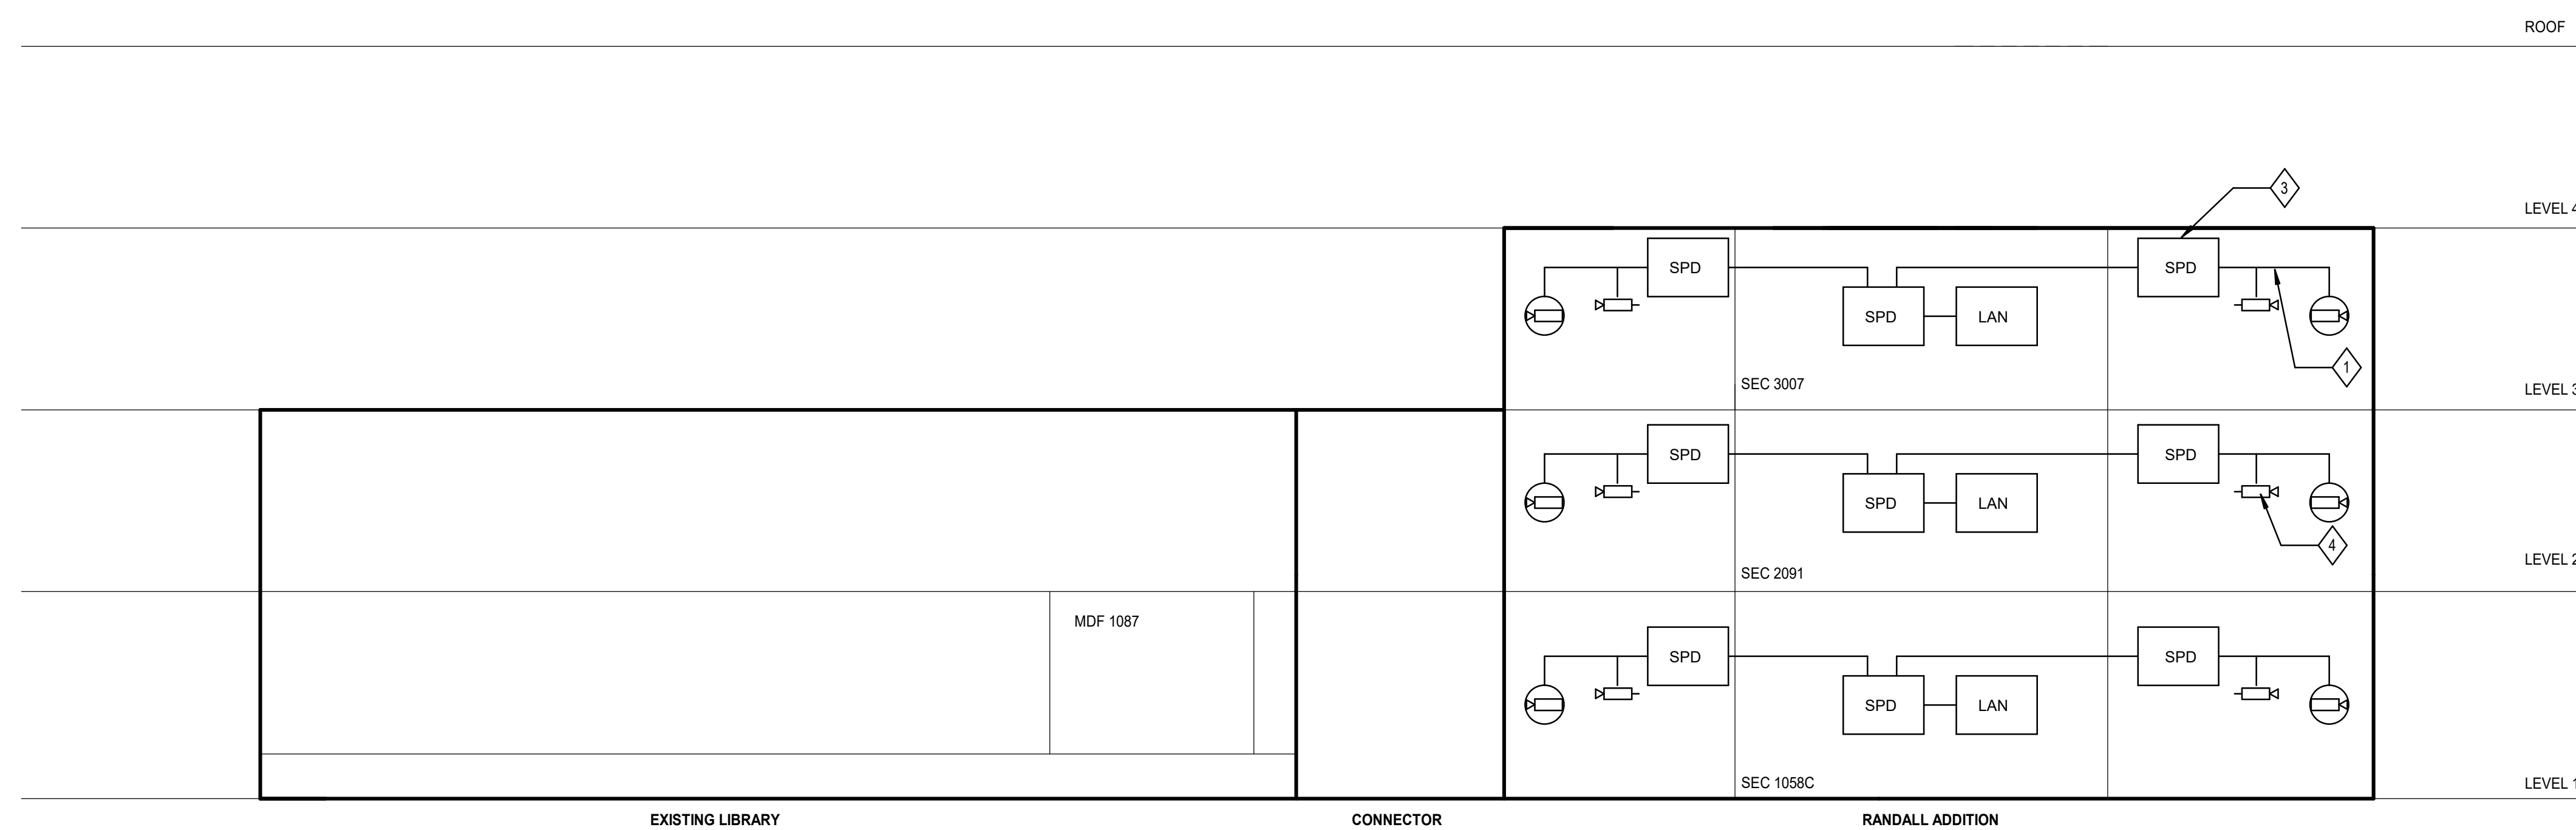 ROOF
3
LEVEL 4
SPD
SPD
SPD
LAN
1
SEC 3007
LEVEL 3
SPD
SPD
SPD
LAN
4
SEC 2091
LEVEL 2
MDF 1087
SPD
SPD
SPD
LAN
SEC 1058C
LEVEL 1
EXISTING LIBRARY
CONNECTOR
RANDALL ADDITION